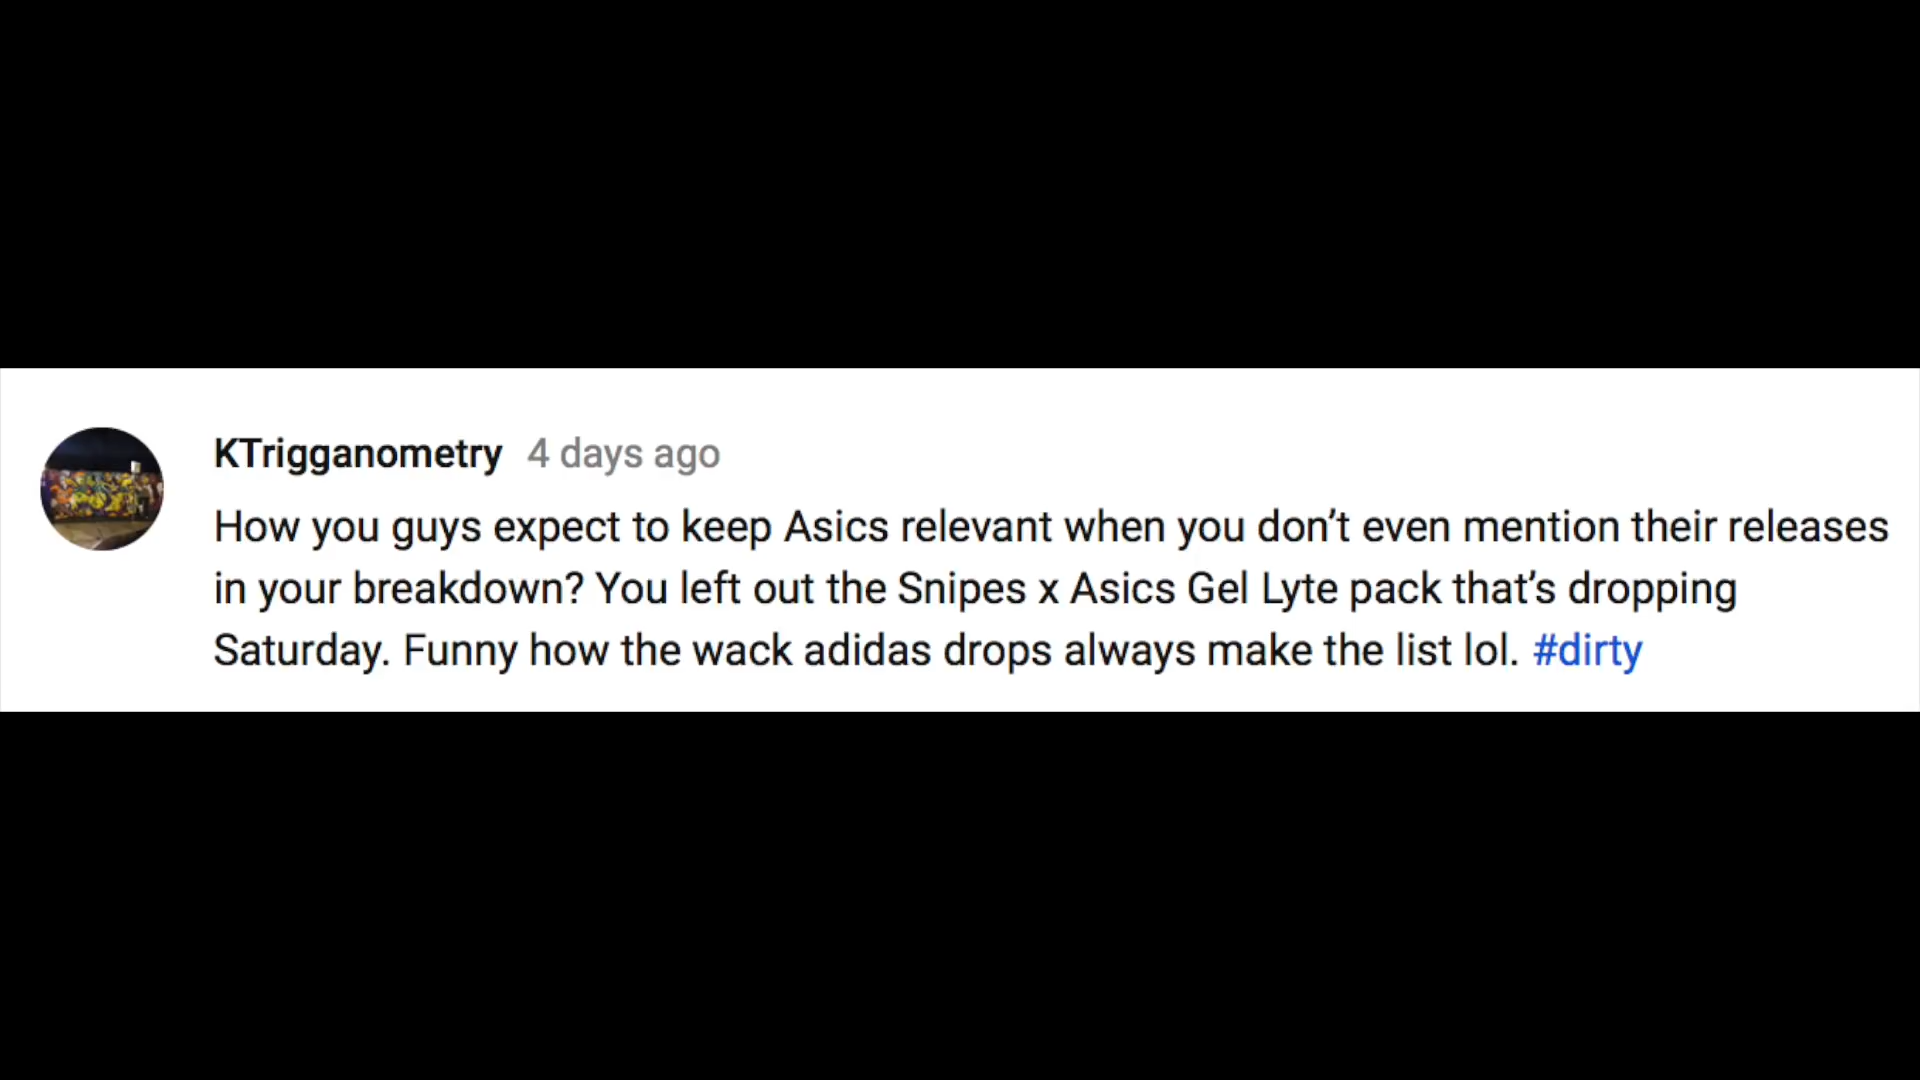 KTrigganometry 4 days ago
How you guys expect to keep Asics relevant when you don’t even mention their releases
in your breakdown? You left out the Snipes x Asics Gel Lyte pack that’s dropping
Saturday. Funny how the wack adidas drops always make the list lol. #dirty